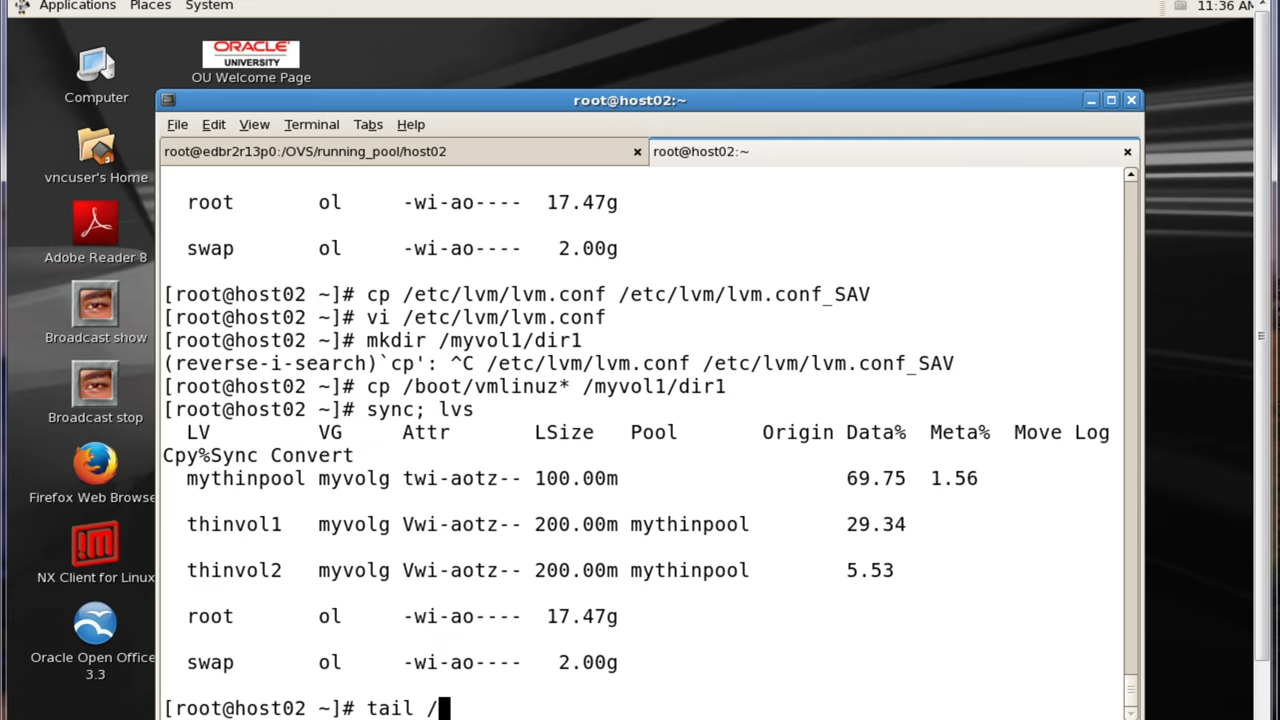 Applications Places System 11:36 AM
ORACLE
UNIVERSITY
OU Welcome Page
Computer
root@host02:~
File Edit View Terminal Tabs Help
root@edbr2r13p0:/OVS/running_pool/host02
root@host02:~
vncuser's Home
Adobe Reader 8
Broadcast show
Broadcast stop
Firefox Web Browse
NX Client for Linux
Oracle Open Office
3.3
root ol -wi-ao---- 17.47g
swap ol -wi-ao---- 2.00g
[root@host02 ~]# cp /etc/lvm/lvm.conf /etc/lvm/lvm.conf_SAV
[root@host02 ~]# vi /etc/lvm/lvm.conf
[root@host02 ~]# mkdir /myvol1/dir1
(reverse-i-search)`cp': ^C /etc/lvm/lvm.conf /etc/lvm/lvm.conf_SAV
[root@host02 ~]# cp /boot/vmlinuz* /myvol1/dir1
[root@host02 ~]# sync; lvs
LV VG Attr LSize Pool Origin Data% Meta% Move Log
Cpy%Sync Convert
mythinpool myvolg twi-aotz-- 100.00m 69.75 1.56
thinvol1 myvolg Vwi-aotz-- 200.00m mythinpool 29.34
thinvol2 myvolg Vwi-aotz-- 200.00m mythinpool 5.53
root ol -wi-ao---- 17.47g
swap ol -wi-ao---- 2.00g
[root@host02 ~]# tail /